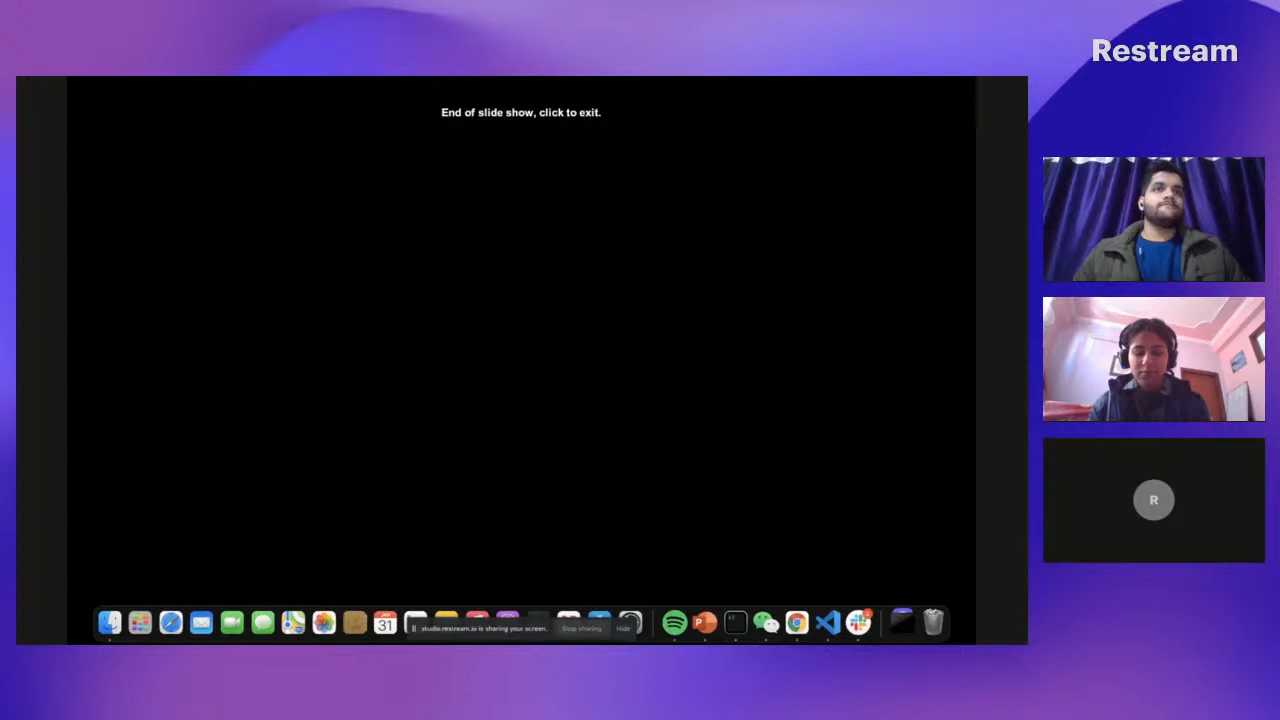 Restream
End of slide show, click to exit.
R
JAN
31
studio.restream.io is sharing your screen.
Stop sharing
Hide
P